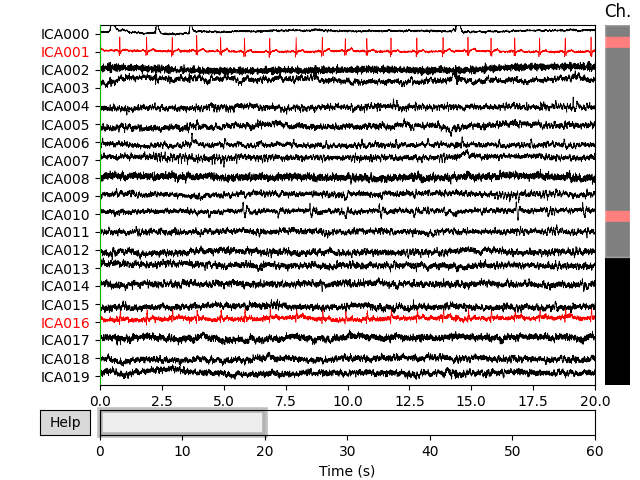 Ch.
ICA000
ICA001
ICA002
ICA003
ICA004
ICA005
ICA006
ICA007
ICA008
ICA009
ICA010
ICA011
ICA012
ICA013
ICA014
ICA015
ICA016
ICA017
ICA018
ICA019
0.0 2.5 5.0 7.5 10.0 12.5 15.0 17.5 20.0
Help
0 10 20 30 40 50 60
Time (s)